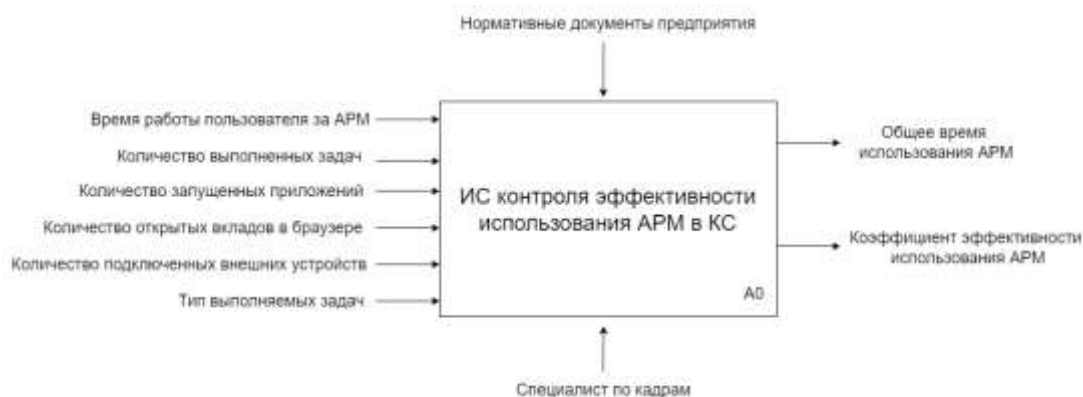 Нормативные документы предприятия
Время работы пользователя за АРМ
Количество выполненных задач
Количество запущенных приложений
Количество открытых вкладов в браузере
Количество подключенных внешних устройств
Тип выполняемых задач
ИС контроля эффективности
использования АРМ в КС
А0
Общее время
использования АРМ
Коэффициент эффективности
использования АРМ
Специалист по кадрам